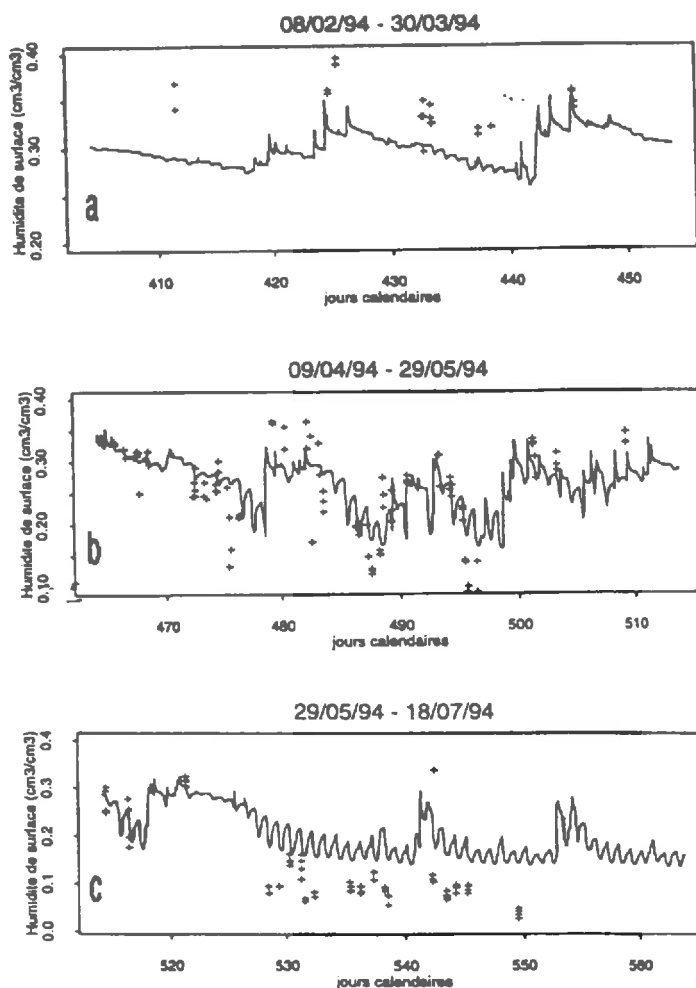 08/02/94 - 30/03/94
Humidite de surface (cm3/cm3)
0.40
0.30
0.20
a
410
420
430
440
450
jours calendaires
09/04/94 - 29/05/94
Humidite de surface (cm3/cm3)
0.40
0.30
0.20
0.10
b
470
480
490
500
510
jours calendaires
29/05/94 - 18/07/94
Humidite de surface (cm3/cm3)
0.4
0.3
0.2
0.1
0.0
c
520
530
540
550
560
jours calendaires